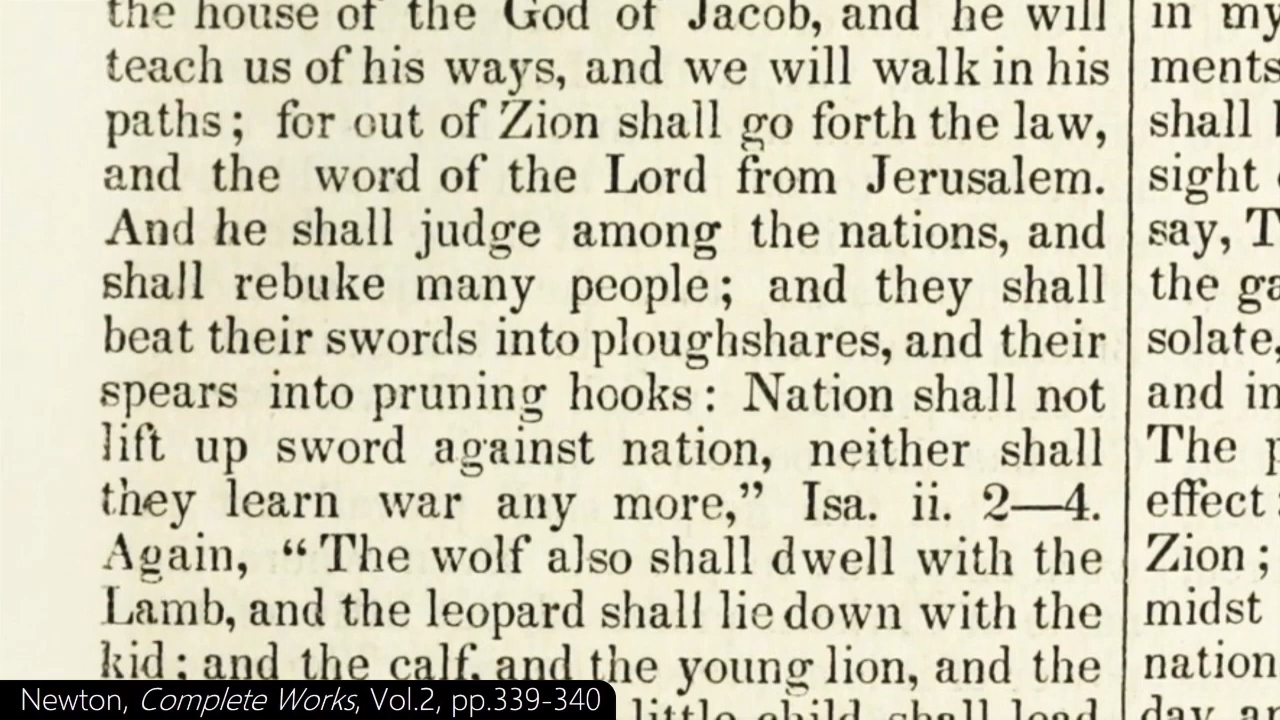 the house of the God of Jacob, and he will
teach us of his ways, and we will walk in his
paths; for out of Zion shall go forth the law,
and the word of the Lord from Jerusalem.
And he shall judge among the nations, and
shall rebuke many people; and they shall
beat their swords into ploughshares, and their
spears into pruning hooks: Nation shall not
lift up sword against nation, neither shall
they learn war any more,” Isa. ii. 2—4.
Again, “The wolf also shall dwell with the
Lamb, and the leopard shall lie down with the
kid; and the calf, and the young lion, and the
little child shall lead
in my
ments
shall
sight
say,
the
solate,
and in
The
effect:
Zion;
midst
nation
day
Newton, Complete Works, Vol.2, pp.339-340